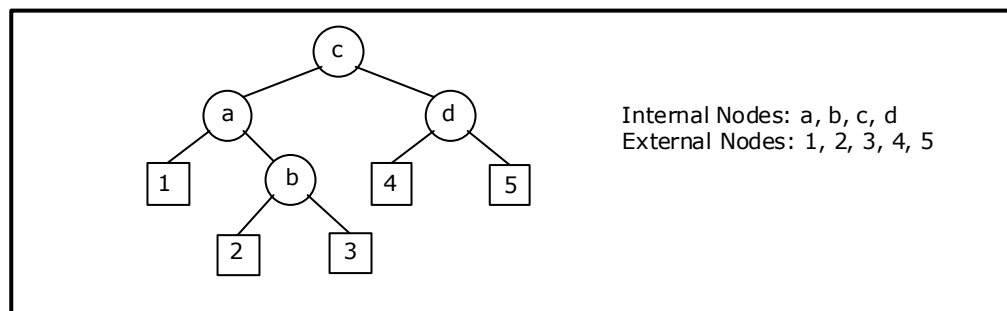 c
a
d
Internal Nodes: a, b, c, d
External Nodes: 1, 2, 3, 4, 5
1
b
4
5
2
3